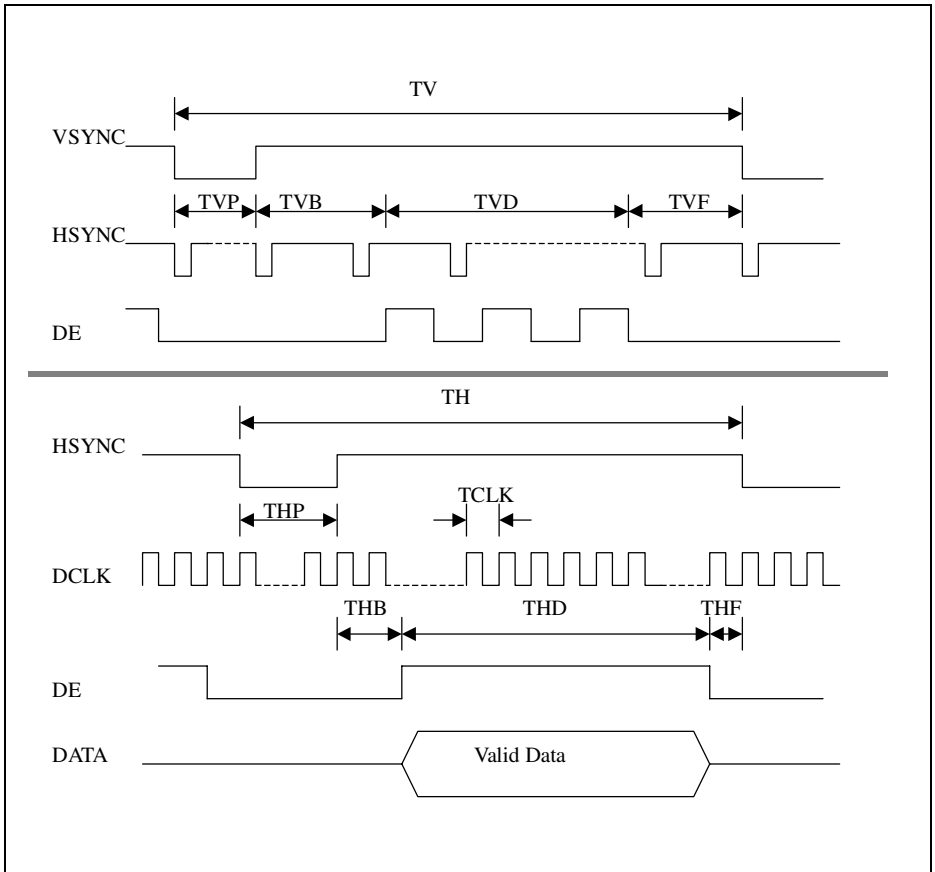 TV
VSYNC
TVP TVB TVD TVF
HSYNC
DE
TH
HSYNC
TCLK
THP
DCLK
THB THD THF
DE
DATA Valid Data